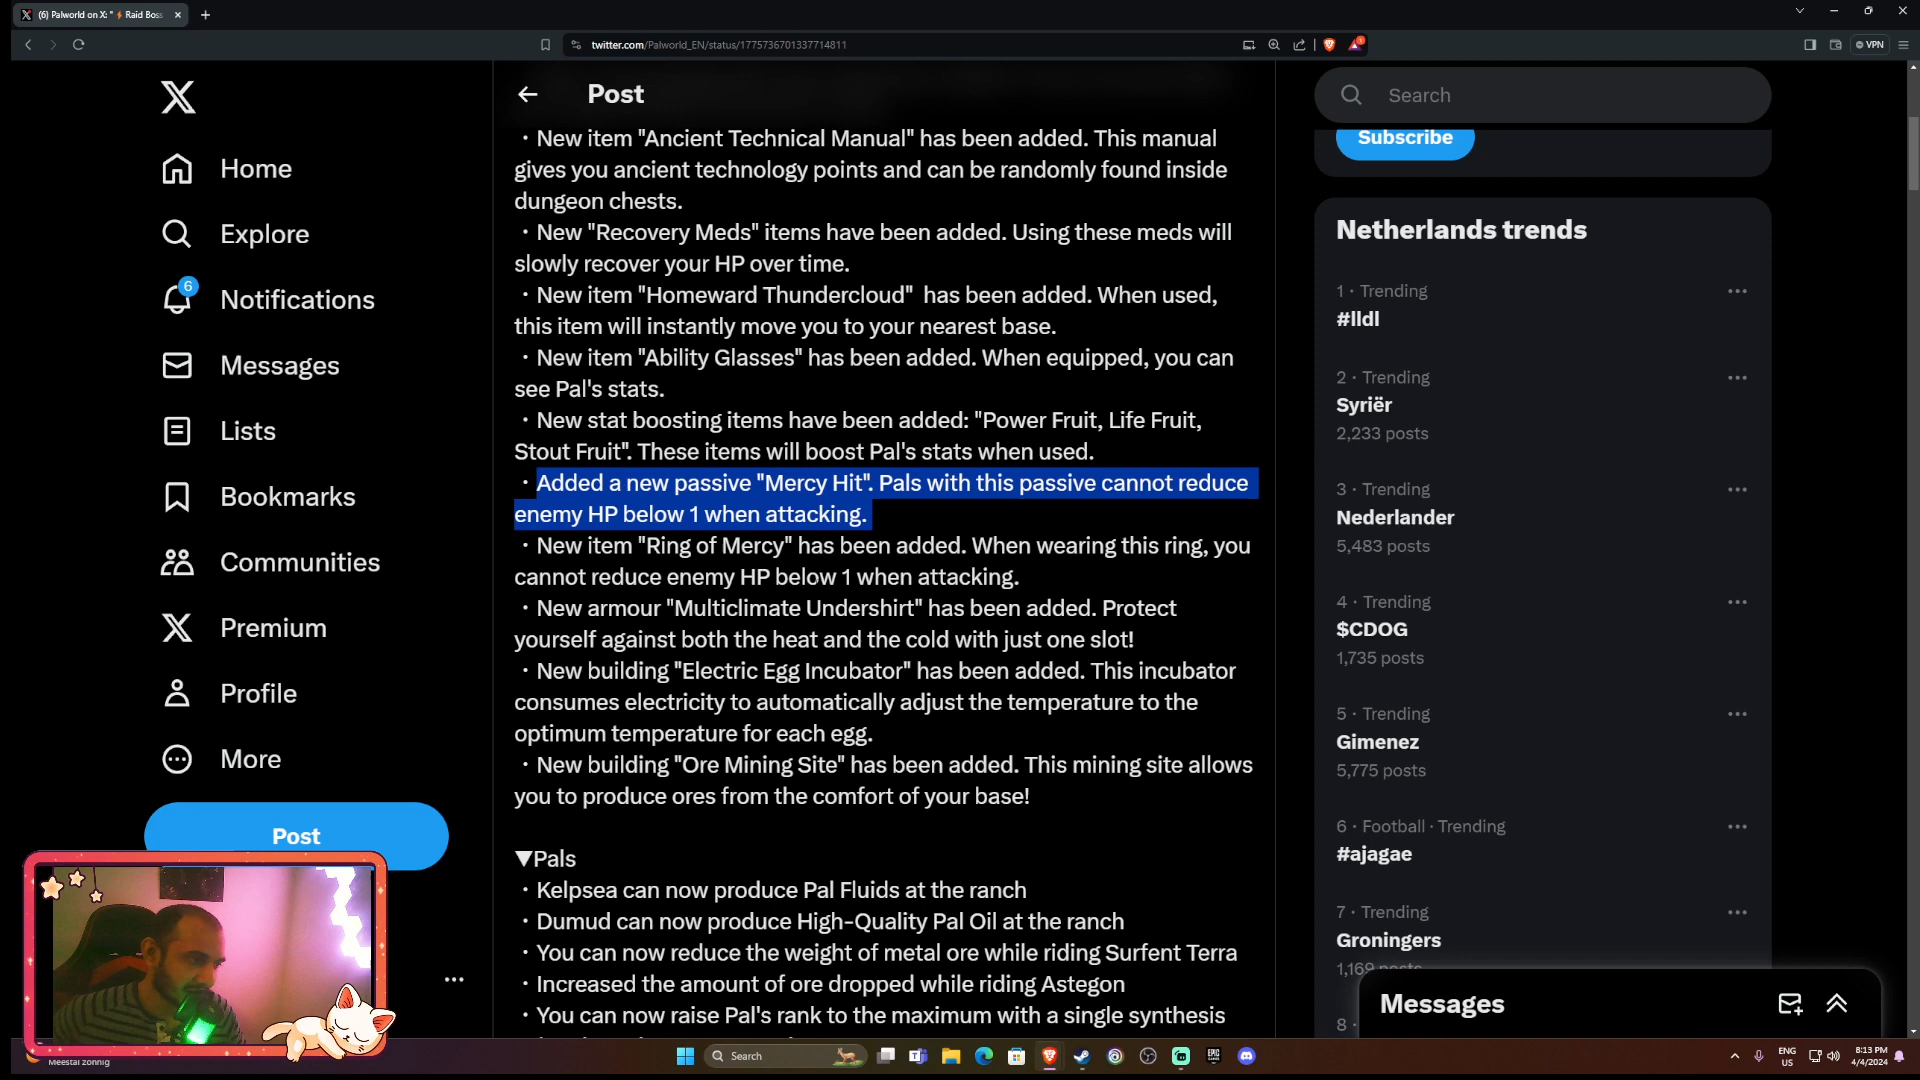 (6) Palworld on X: "⚡Raid Bos
twitter.com/Palworld_EN/status/1775736701337714811
VPN
Post
Search
Subscribe
Home
Explore
6
Notifications
Messages
Lists
Bookmarks
Communities
Premium
Profile
More
Post
・New item "Ancient Technical Manual" has been added. This manual
gives you ancient technology points and can be randomly found inside
dungeon chests.
・New "Recovery Meds" items have been added. Using these meds will
slowly recover your HP over time.
・New item "Homeward Thundercloud"  has been added. When used,
this item will instantly move you to your nearest base.
・New item "Ability Glasses" has been added. When equipped, you can
see Pal's stats.
・New stat boosting items have been added: "Power Fruit, Life Fruit,
Stout Fruit". These items will boost Pal's stats when used.
・Added a new passive "Mercy Hit". Pals with this passive cannot reduce
enemy HP below 1 when attacking.
・New item "Ring of Mercy" has been added. When wearing this ring, you
cannot reduce enemy HP below 1 when attacking.
・New armour "Multiclimate Undershirt" has been added. Protect
yourself against both the heat and the cold with just one slot!
・New building "Electric Egg Incubator" has been added. This incubator
consumes electricity to automatically adjust the temperature to the
optimum temperature for each egg.
・New building "Ore Mining Site" has been added. This mining site allows
you to produce ores from the comfort of your base!
▼Pals
・Kelpsea can now produce Pal Fluids at the ranch
・Dumud can now produce High-Quality Pal Oil at the ranch
・You can now reduce the weight of metal ore while riding Surfent Terra
・Increased the amount of ore dropped while riding Astegon
・You can now raise Pal's rank to the maximum with a single synthesis
Netherlands trends
1 · Trending
#lldl
2 · Trending
Syriër
2,233 posts
3 · Trending
Nederlander
5,483 posts
4 · Trending
$CDOG
1,735 posts
5 · Trending
Gimenez
5,775 posts
6 · Football · Trending
#ajagae
7 · Trending
Groningers
1,169 posts
8 ·
Messages
Meestal zonnig
Search
ENG
US
8:13 PM
4/4/2024